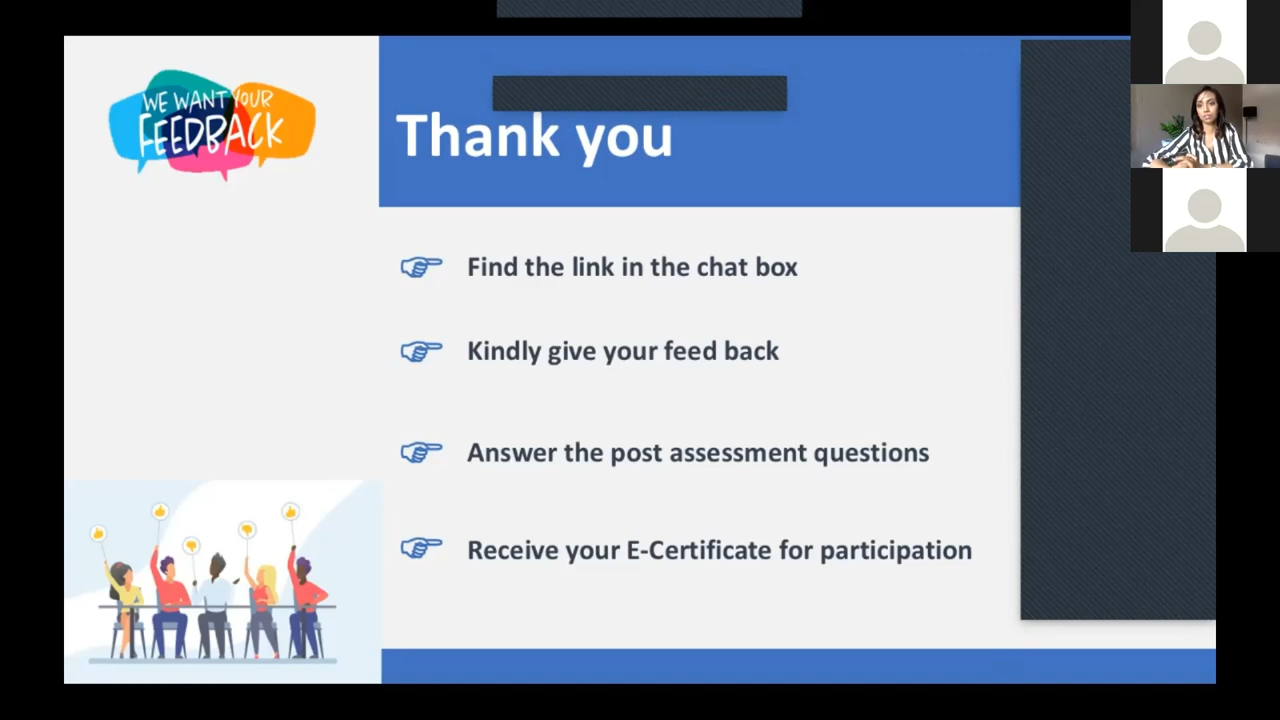 WE WANT YOUR
FEEDBACK
Thank you
Find the link in the chat box
Kindly give your feed back
Answer the post assessment questions
Receive your E-Certificate for participation